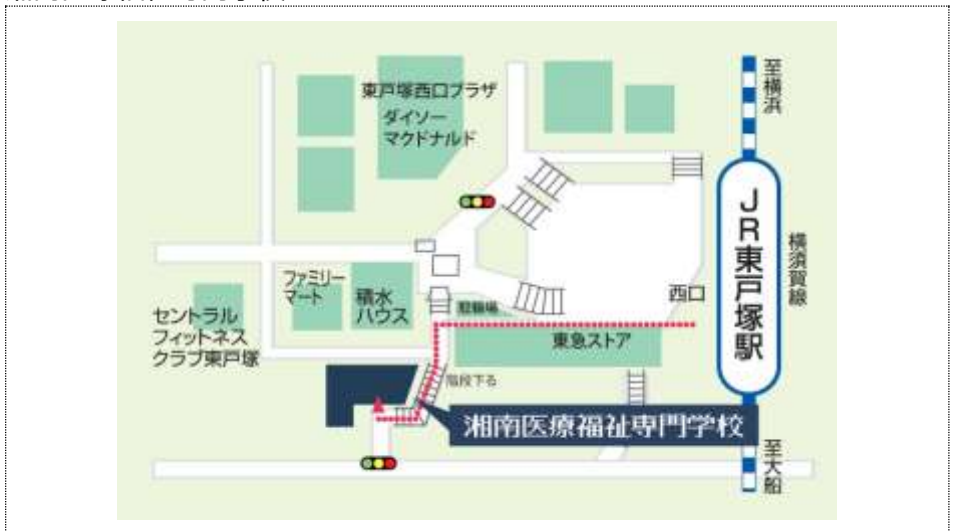 東戸塚西口プラザ
ダイソー
マクドナルド
至横浜
JR東戸塚駅
横須賀線
西口
ファミリー
マート
積水
ハウス
駐輪場
セントラル
フィットネス
クラブ東戸塚
東急ストア
階段下る
湘南医療福祉専門学校
至大船